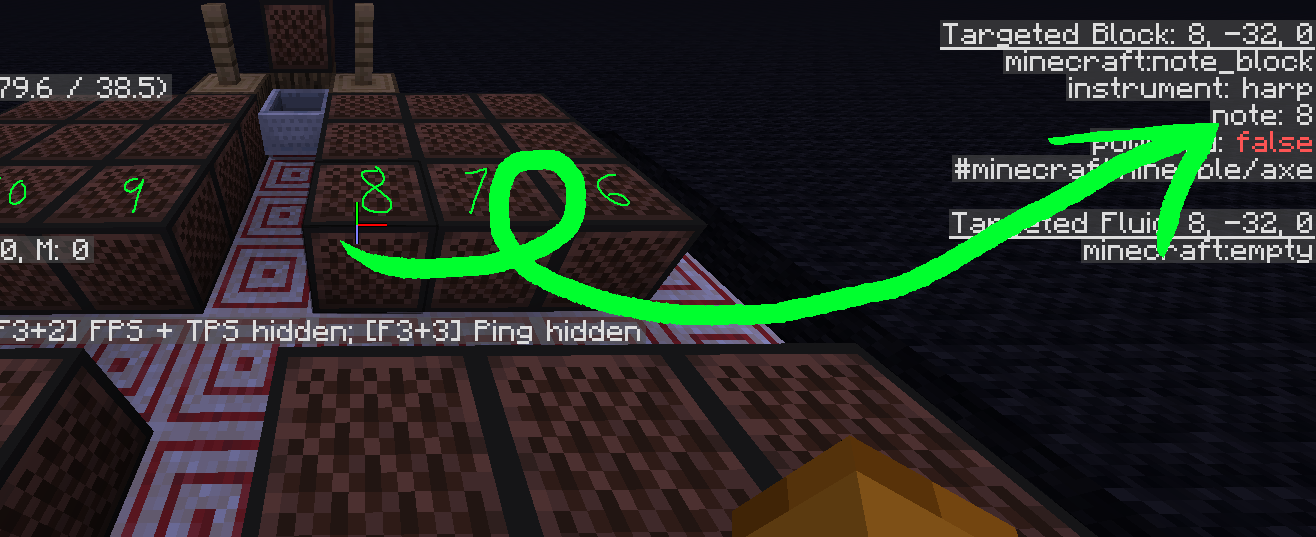 Targeted Block: 8, -32, 0
minecraft:note_block
79.6 / 38.5)
instrument: harp
note: 8
false
#minecraft:mineable/axe
0 9 8 7 6
Targeted Fluid: 8, -32, 0
0, M: 0
minecraft:empty
F3+2] FPS + TPS hidden; [F3+3] Ping hidden